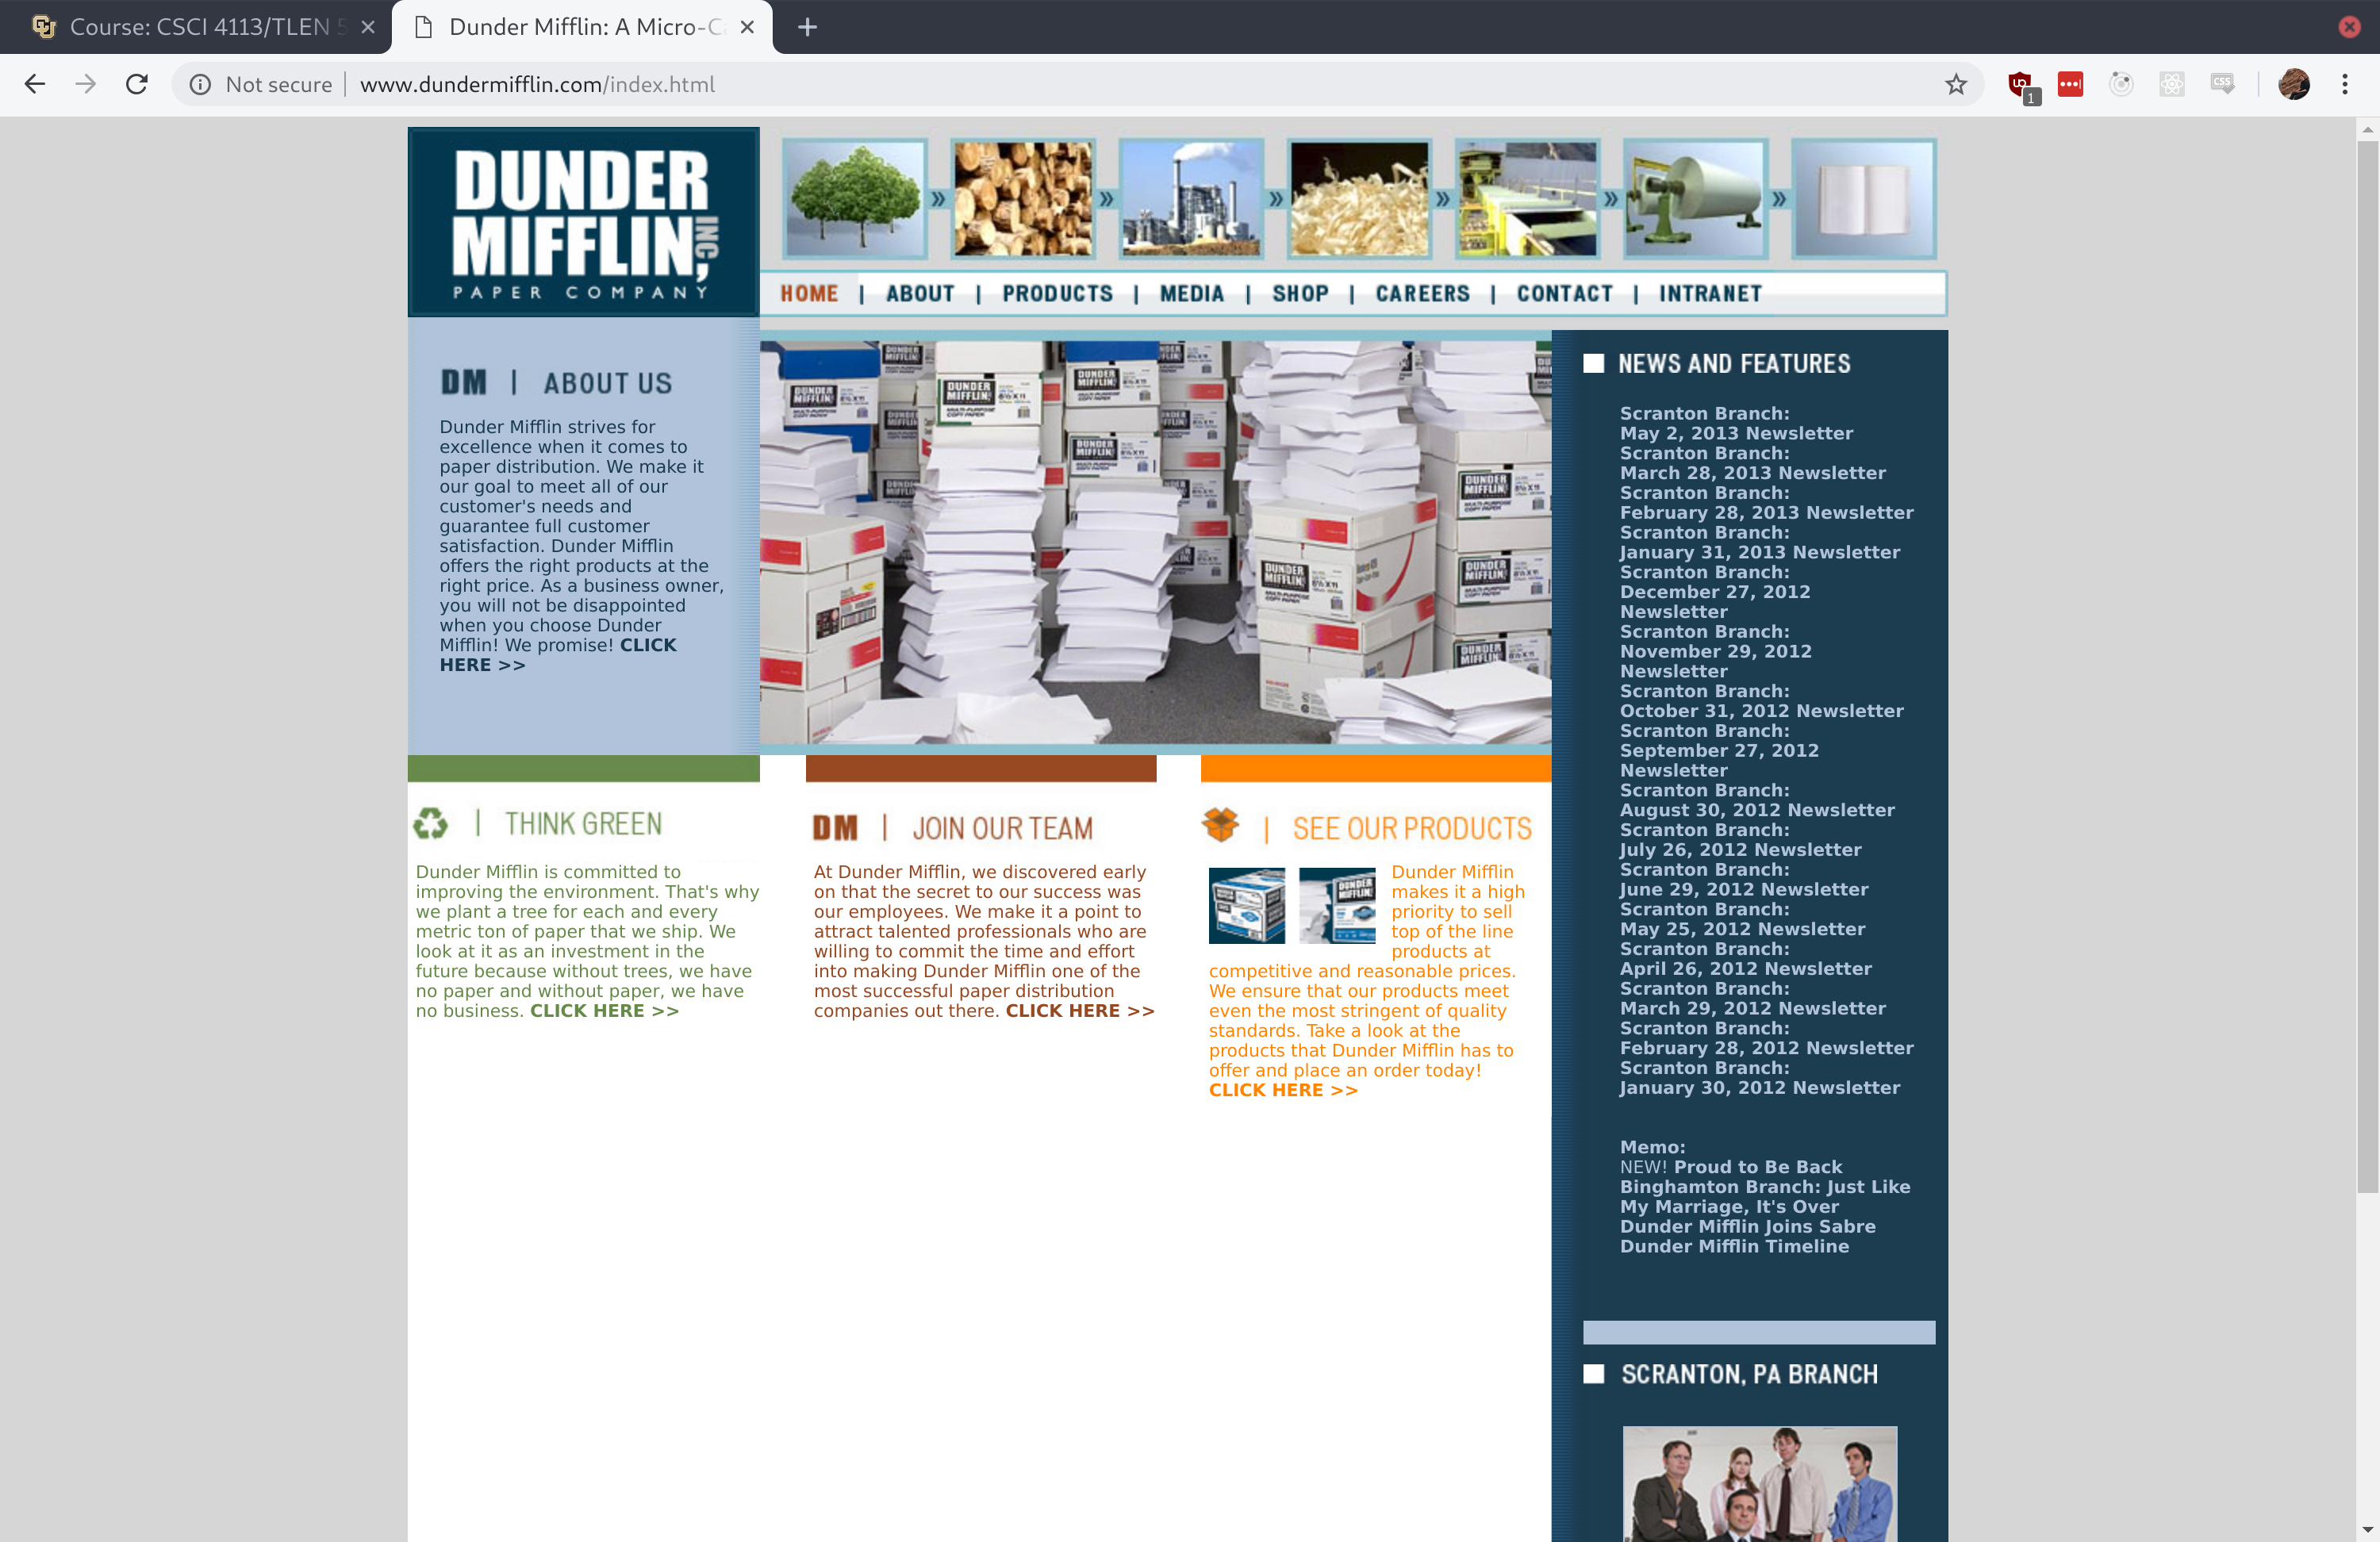 Course: CSCI 4113/TLEN 5
Dunder Mifflin: A Micro-C
Not secure
www.dundermifflin.com/index.html
1
CSS
DUNDER
MIFFLIN, INC
PAPER COMPANY
HOME | ABOUT | PRODUCTS | MEDIA | SHOP | CAREERS | CONTACT | INTRANET
DM | ABOUT US
Dunder Mifflin strives for
excellence when it comes to
paper distribution. We make it
our goal to meet all of our
customer's needs and
guarantee full customer
satisfaction. Dunder Mifflin
offers the right products at the
right price. As a business owner,
you will not be disappointed
when you choose Dunder
Mifflin! We promise! CLICK
HERE >>
DUNDER
MIFFLIN
| THINK GREEN
Dunder Mifflin is committed to
improving the environment. That's why
we plant a tree for each and every
metric ton of paper that we ship. We
look at it as an investment in the
future because without trees, we have
no paper and without paper, we have
no business. CLICK HERE >>
DM | JOIN OUR TEAM
At Dunder Mifflin, we discovered early
on that the secret to our success was
our employees. We make it a point to
attract talented professionals who are
willing to commit the time and effort
into making Dunder Mifflin one of the
most successful paper distribution
companies out there. CLICK HERE >>
| SEE OUR PRODUCTS
Dunder Mifflin
makes it a high
priority to sell
top of the line
products at
competitive and reasonable prices.
We ensure that our products meet
even the most stringent of quality
standards. Take a look at the
products that Dunder Mifflin has to
offer and place an order today!
CLICK HERE >>
NEWS AND FEATURES
Scranton Branch:
May 2, 2013 Newsletter
Scranton Branch:
March 28, 2013 Newsletter
Scranton Branch:
February 28, 2013 Newsletter
Scranton Branch:
January 31, 2013 Newsletter
Scranton Branch:
December 27, 2012
Newsletter
Scranton Branch:
November 29, 2012
Newsletter
Scranton Branch:
October 31, 2012 Newsletter
Scranton Branch:
September 27, 2012
Newsletter
Scranton Branch:
August 30, 2012 Newsletter
Scranton Branch:
July 26, 2012 Newsletter
Scranton Branch:
June 29, 2012 Newsletter
Scranton Branch:
May 25, 2012 Newsletter
Scranton Branch:
April 26, 2012 Newsletter
Scranton Branch:
March 29, 2012 Newsletter
Scranton Branch:
February 28, 2012 Newsletter
Scranton Branch:
January 30, 2012 Newsletter
Memo:
NEW! Proud to Be Back
Binghamton Branch: Just Like
My Marriage, It's Over
Dunder Mifflin Joins Sabre
Dunder Mifflin Timeline
SCRANTON, PA BRANCH